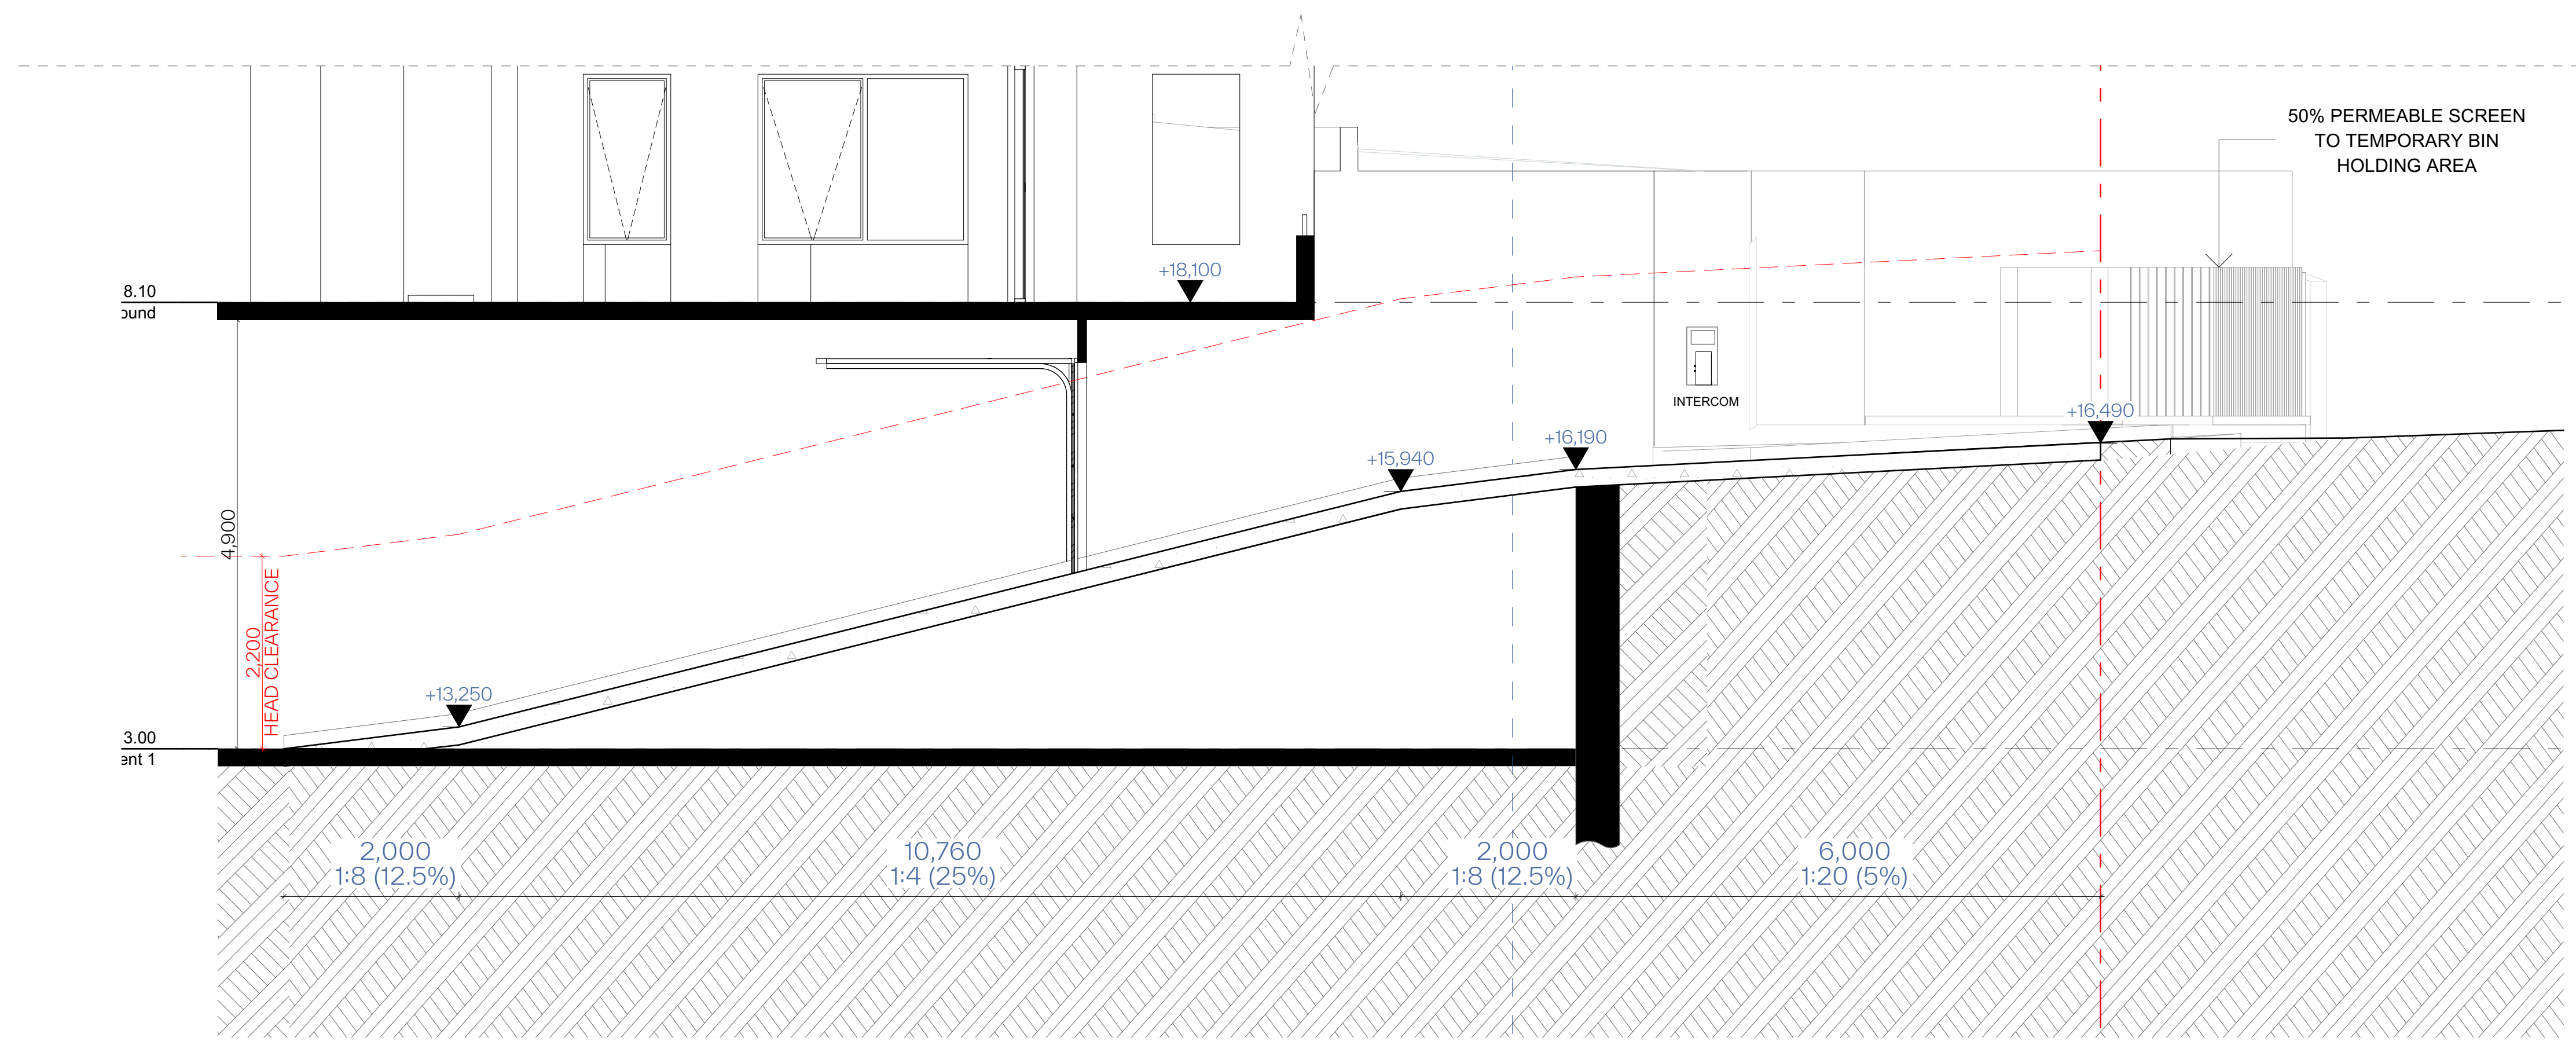 50% PERMEABLE SCREEN
TO TEMPORARY BIN
HOLDING AREA
+18,100
8.10
ound
INTERCOM
+16,490
+16,190
+15,940
4,900
2,200
HEAD CLEARANCE
+13,250
3.00
ent 1
2,000
1:8 (12.5%)
10,760
1:4 (25%)
2,000
1:8 (12.5%)
6,000
1:20 (5%)